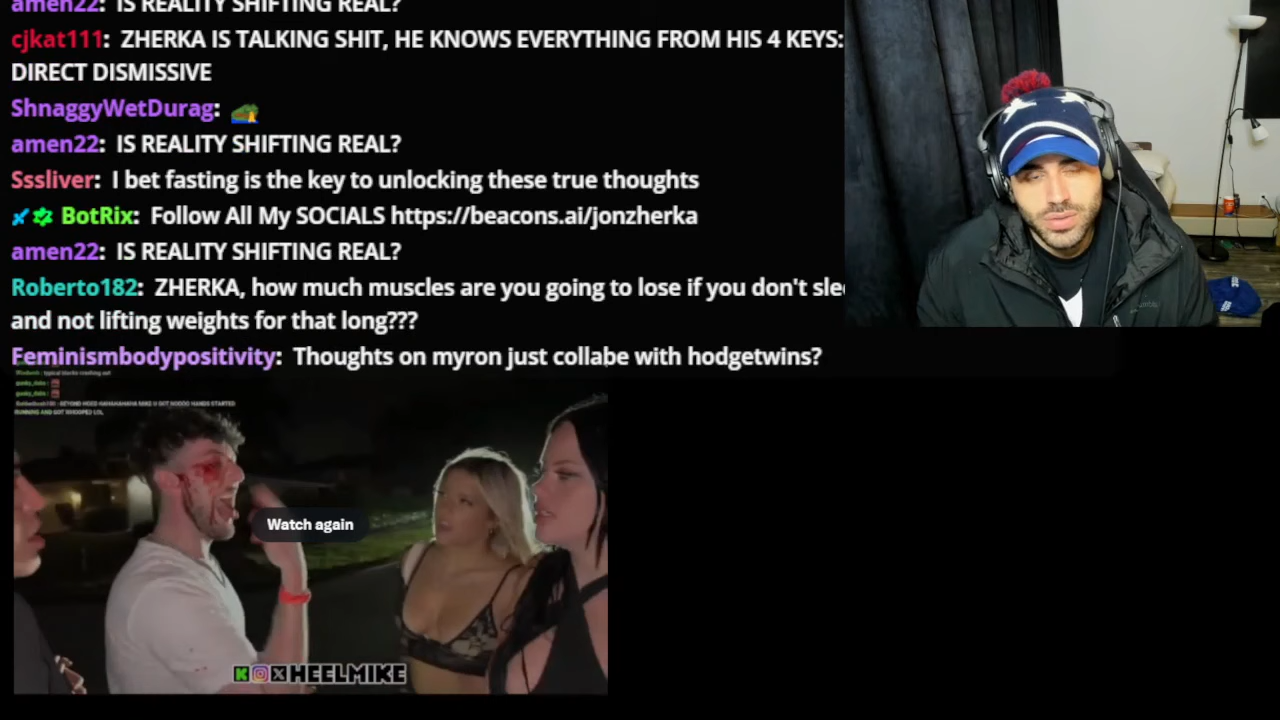 amen22: IS REALITY SHIFTING REAL?
cjkat111: ZHERKA IS TALKING SHIT, HE KNOWS EVERYTHING FROM HIS 4 KEYS:
DIRECT DISMISSIVE
ShnaggyWetDurag:
amen22: IS REALITY SHIFTING REAL?
Sssliver: I bet fasting is the key to unlocking these true thoughts
BotRix: Follow All My SOCIALS https://beacons.ai/jonzherka
amen22: IS REALITY SHIFTING REAL?
Roberto182: ZHERKA, how much muscles are you going to lose if you don't
and not lifting weights for that long???
Feminismbodypositivity: Thoughts on myron just collabe with hodgetwins?
Watch again
HEELMIKE